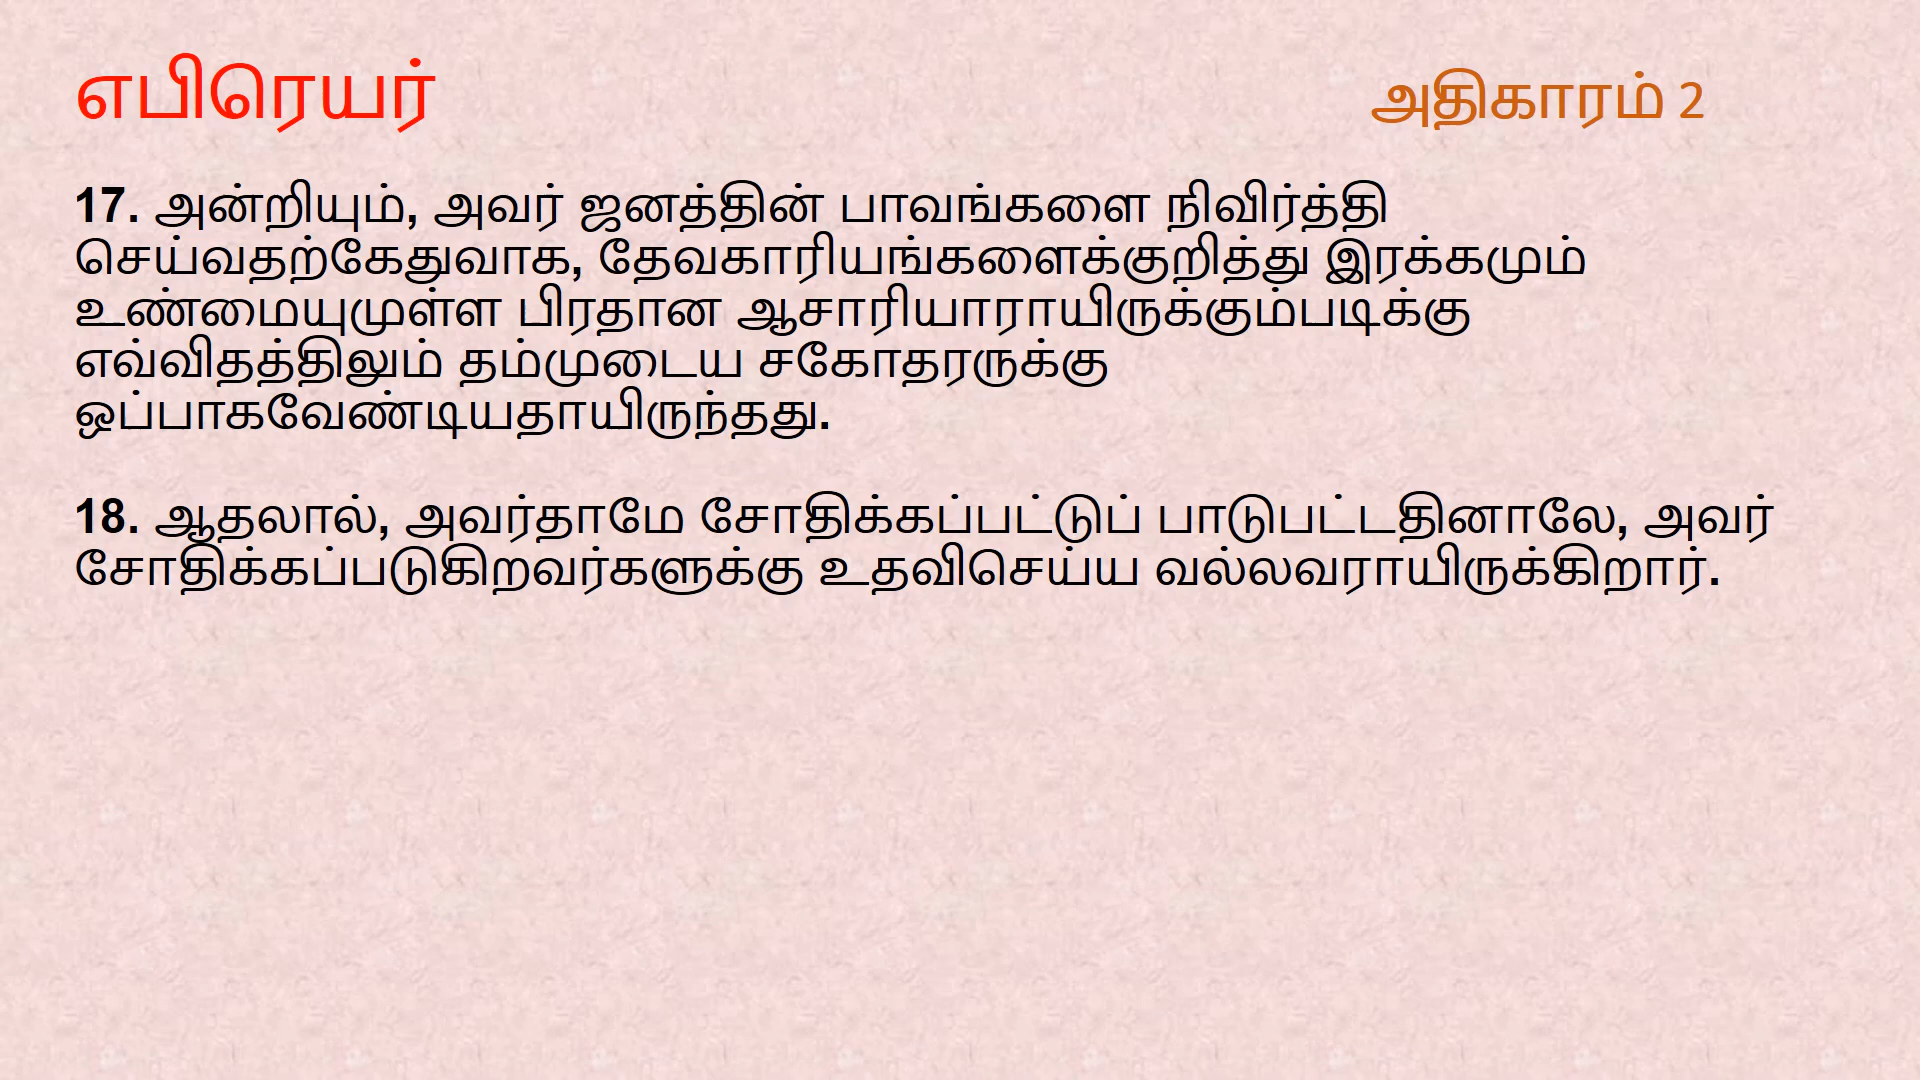 எபிரெயர்
அதிகாரம் 2
17. அன்றியும், அவர் ஜனத்தின் பாவங்களை நிவிர்த்தி
செய்வதற்கேதுவாக, தேவகாரியங்களைக்குறித்து இரக்கமும்
உண்மையுமுள்ள பிரதான ஆசாரியாராயிருக்கும்படிக்கு
எவ்விதத்திலும் தம்முடைய சகோதரருக்கு
ஒப்பாகவேண்டியதாயிருந்தது.
18. ஆதலால், அவர்தாமே சோதிக்கப்பட்டுப் பாடுபட்டதினாலே, அவர்
சோதிக்கப்படுகிறவர்களுக்கு உதவிசெய்ய வல்லவராயிருக்கிறார்.